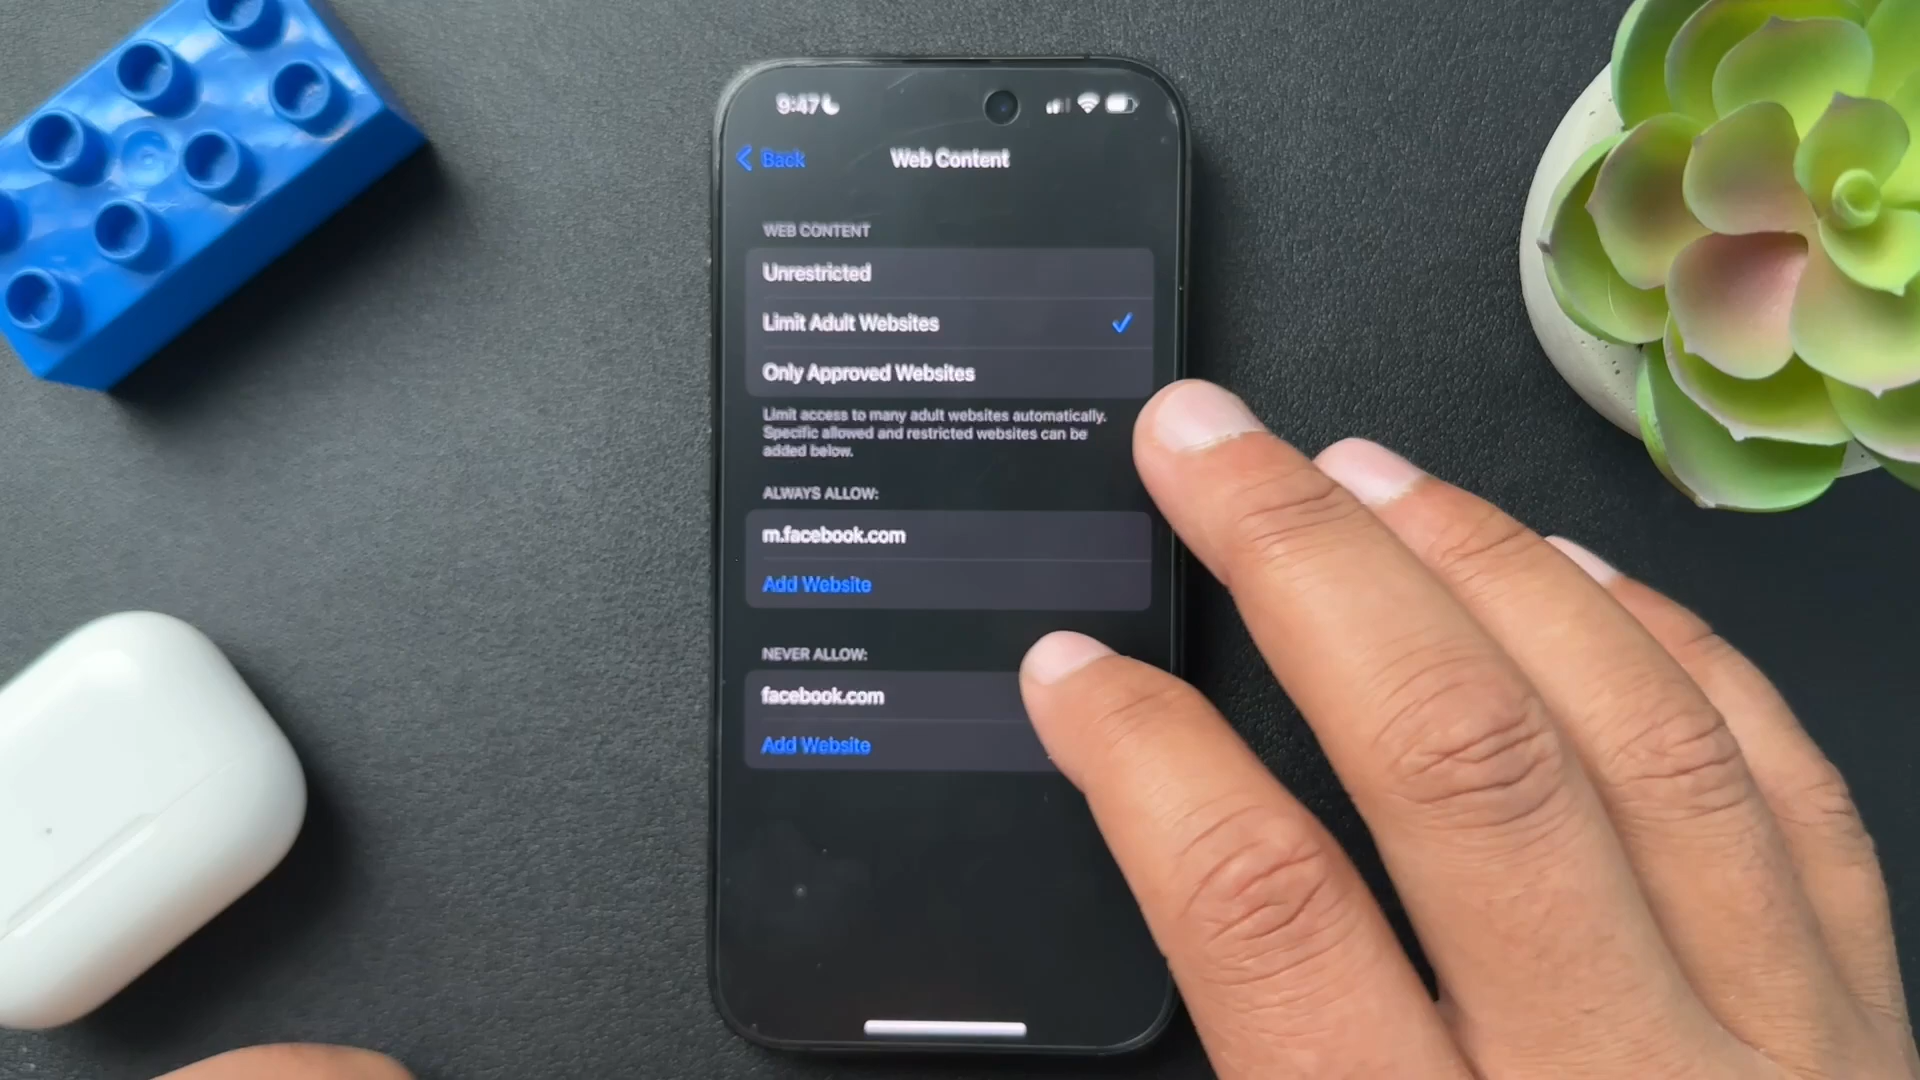 9:47
Back
Web Content
WEB CONTENT
Unrestricted
Limit Adult Websites
Only Approved Websites
Limit access to many adult websites automatically.
Specific allowed and restricted websites can be
added below.
ALWAYS ALLOW:
m.facebook.com
Add Website
NEVER ALLOW:
facebook.com
Add Website